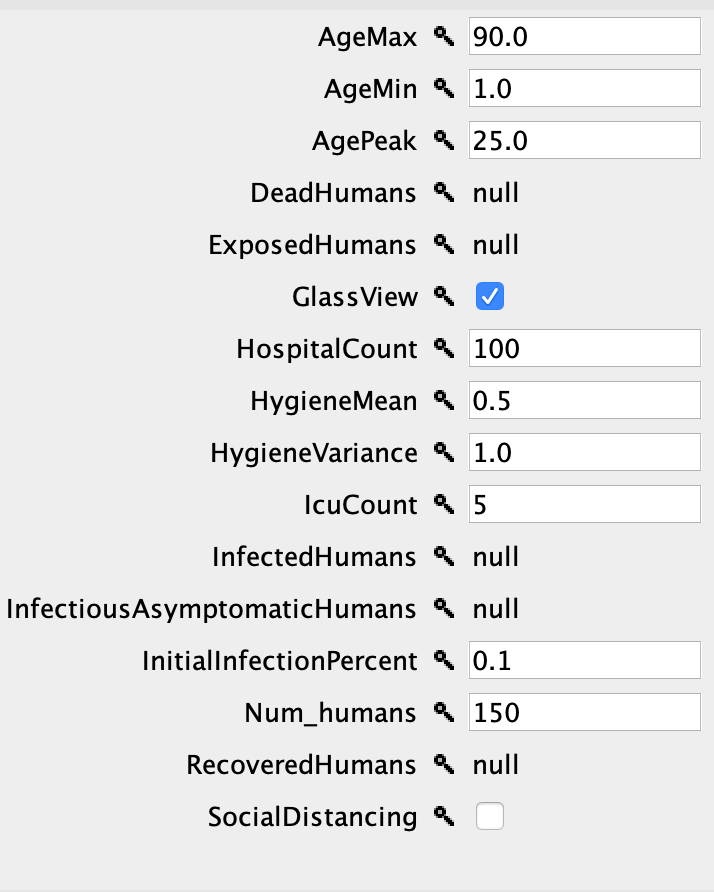 AgeMax 90.0
AgeMin 1.0
AgePeak 25.0
DeadHumans null
ExposedHumans null
GlassView
HospitalCount 100
HygieneMean 0.5
HygieneVariance 1.0
IcuCount 5
InfectedHumans null
InfectiousAsymptomaticHumans null
InitialInfectionPercent 0.1
Num_humans 150
RecoveredHumans null
SocialDistancing